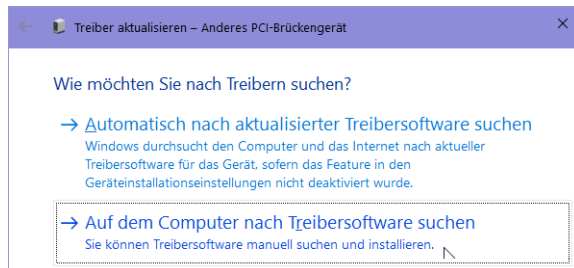 Treiber aktualisieren – Anderes PCI-Brückengerät
Wie möchten Sie nach Treibern suchen?
→ Automatisch nach aktualisierter Treibersoftware suchen
Windows durchsucht den Computer und das Internet nach aktueller
Treibersoftware für das Gerät, sofern das Feature in den
Geräteinstallationseinstellungen nicht deaktiviert wurde.
→ Auf dem Computer nach Treibersoftware suchen
Sie können Treibersoftware manuell suchen und installieren.